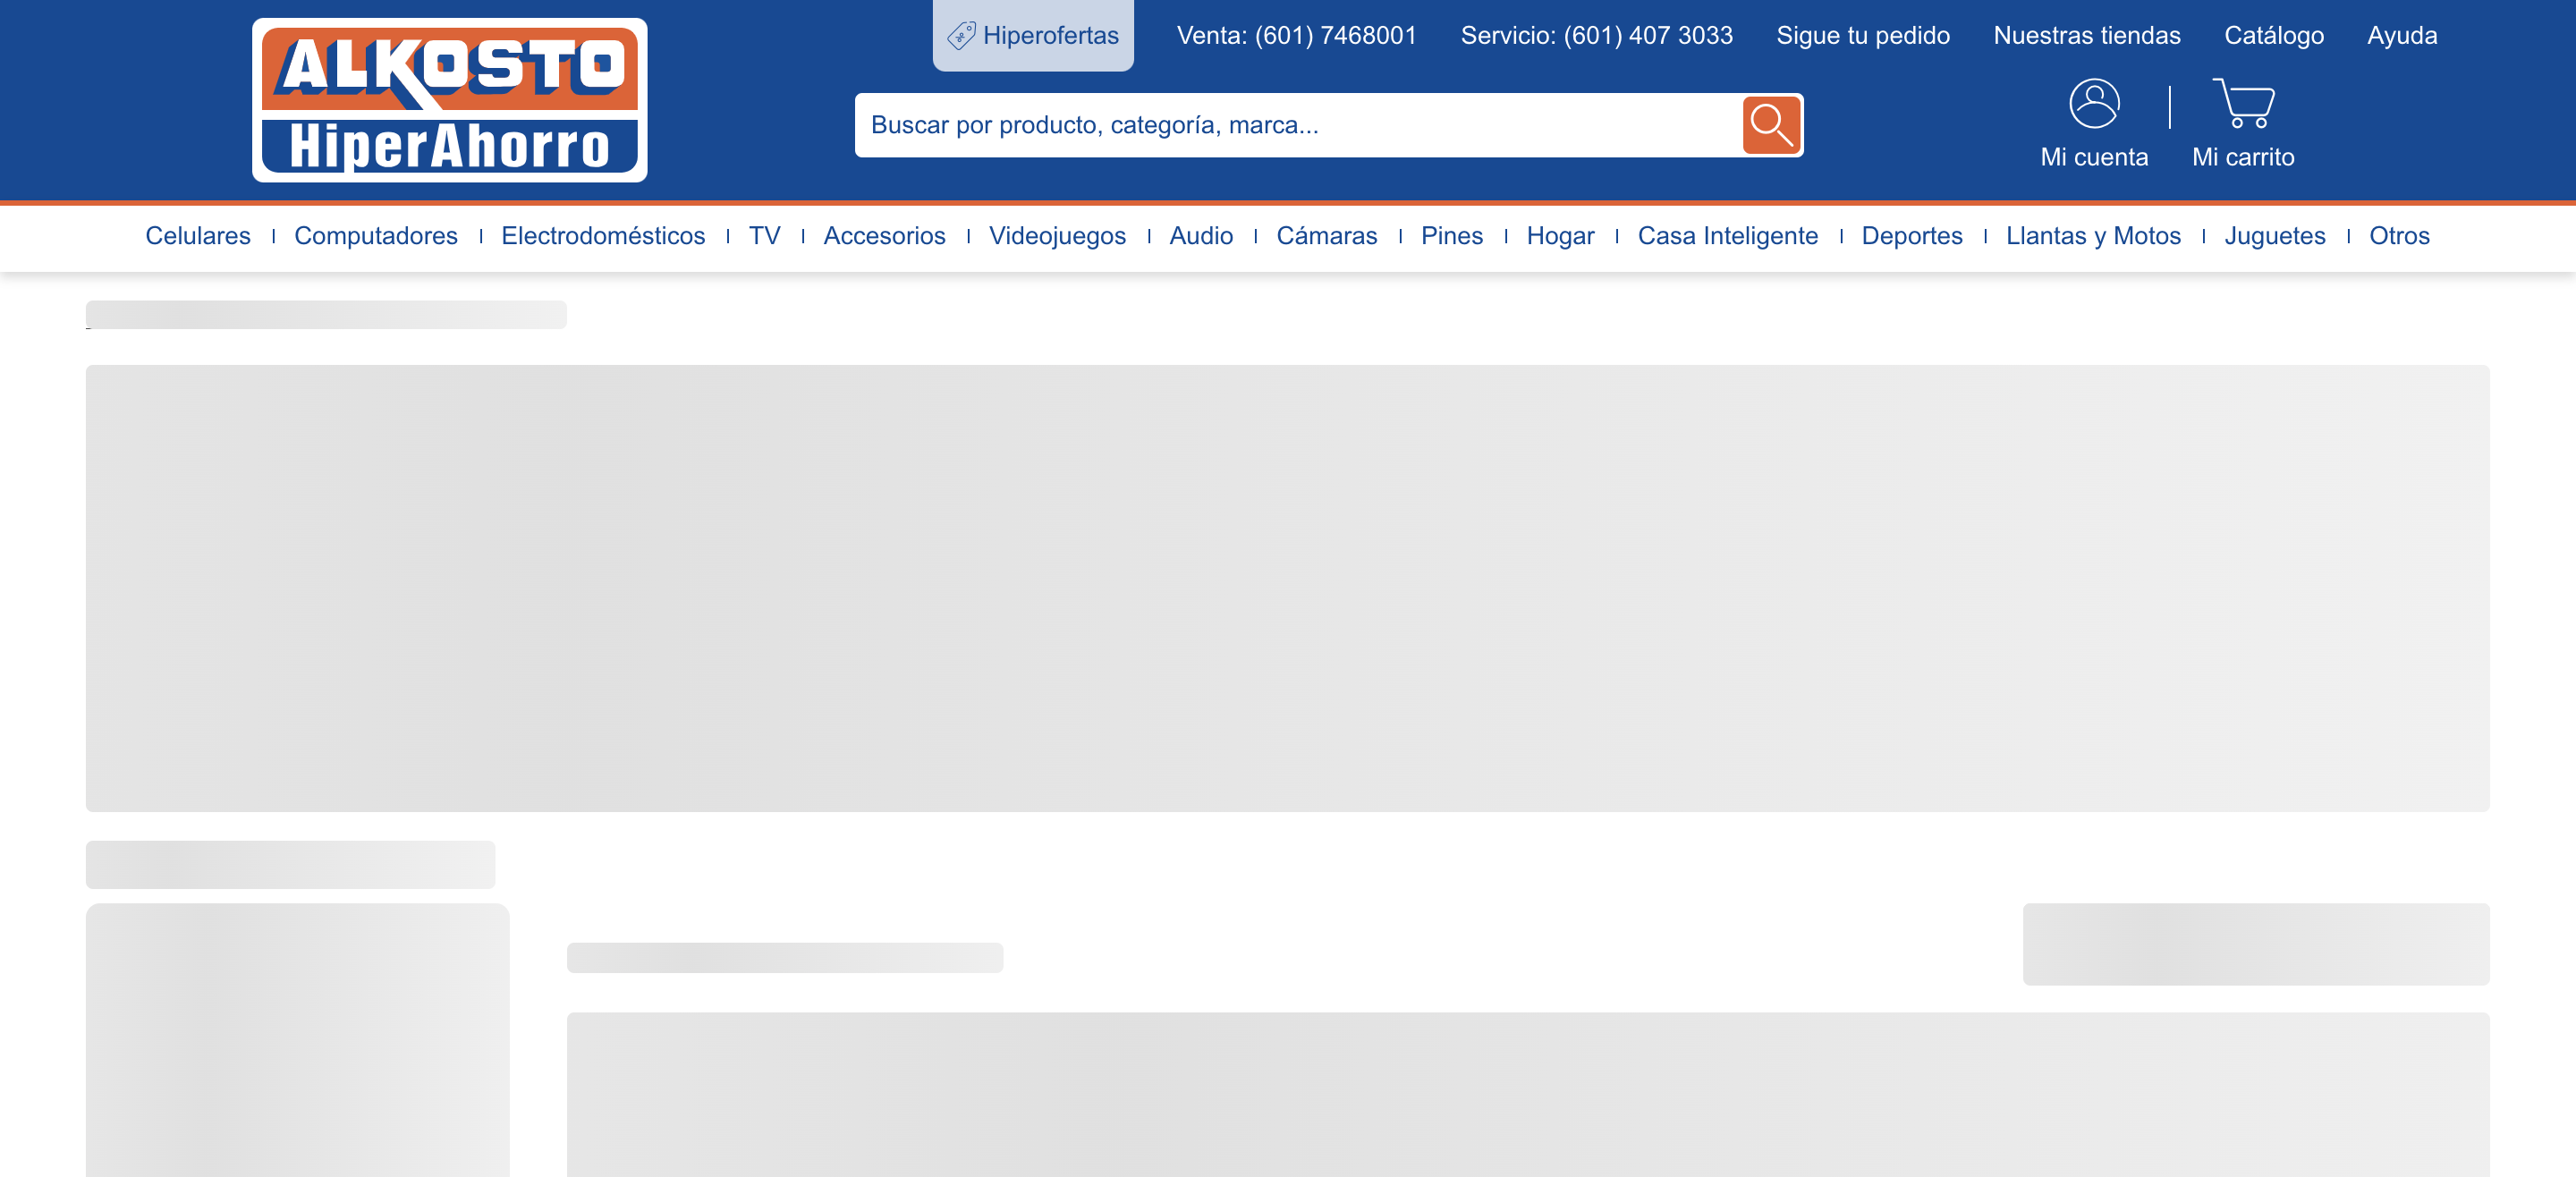 ALKOSTO
HiperAhorro
Hiperofertas
Venta: (601) 7468001
Servicio: (601) 407 3033
Sigue tu pedido
Nuestras tiendas
Catálogo
Ayuda
Buscar por producto, categoría, marca...
Mi cuenta
Mi carrito
Celulares
Computadores
Electrodomésticos
TV
Accesorios
Videojuegos
Audio
Cámaras
Pines
Hogar
Casa Inteligente
Deportes
Llantas y Motos
Juguetes
Otros